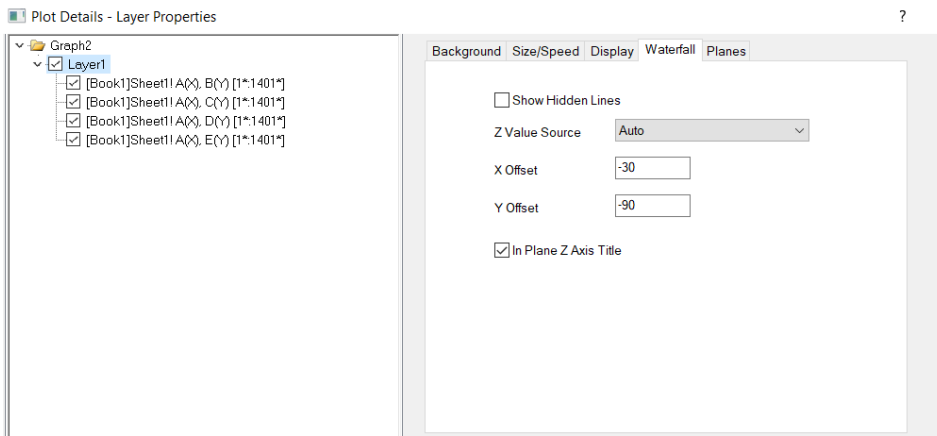 Plot Details - Layer Properties
?
Graph2
Layer1
[Book1]Sheet1! A(X), B(Y) [1*:1401*]
[Book1]Sheet1! A(X), C(Y) [1*:1401*]
[Book1]Sheet1! A(X), D(Y) [1*:1401*]
[Book1]Sheet1! A(X), E(Y) [1*:1401*]
Background Size/Speed Display Waterfall Planes
Show Hidden Lines
Z Value Source Auto
X Offset -30
Y Offset -90
In Plane Z Axis Title